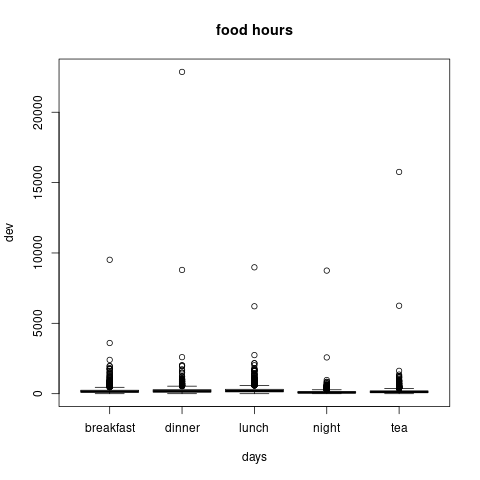 food hours
20000
15000
10000
5000
0
dev
breakfast dinner lunch night tea
days